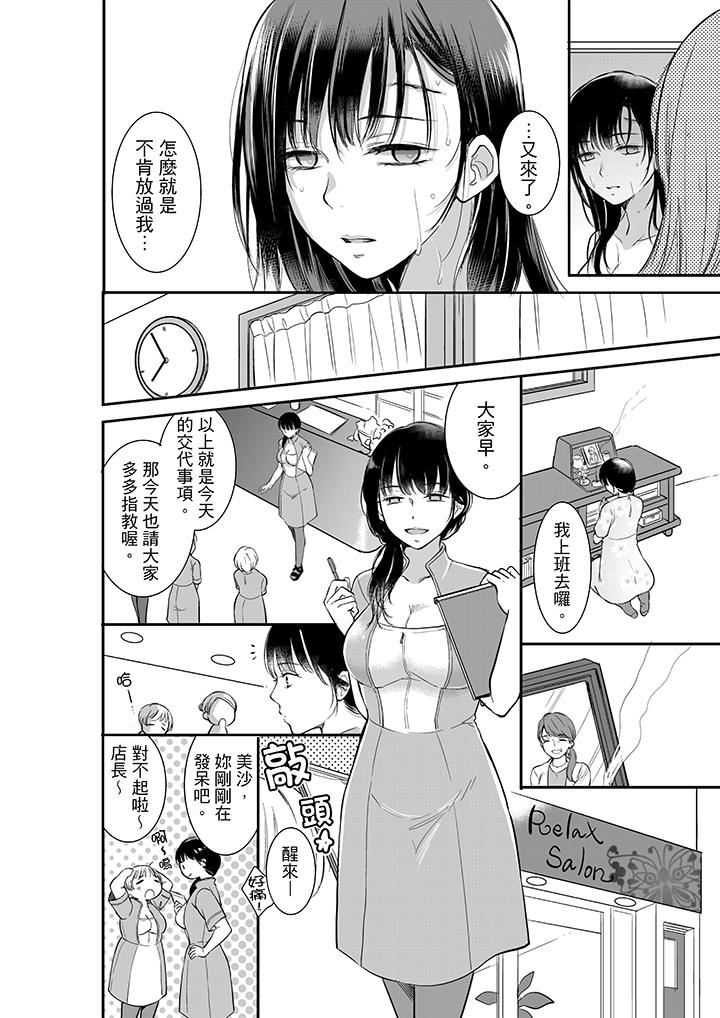 …又來了。
怎麼就是
不肯放過我…
我上班去囉。
Relax
Salon
大家早。
以上就是今天
的交代事項。
那今天也請大家
多多指教喔。
哈～
敲
頭
醒來—
美沙，
妳剛剛在
發呆吧。
好痛！
對不起啦～
店長～
啊～
嗚